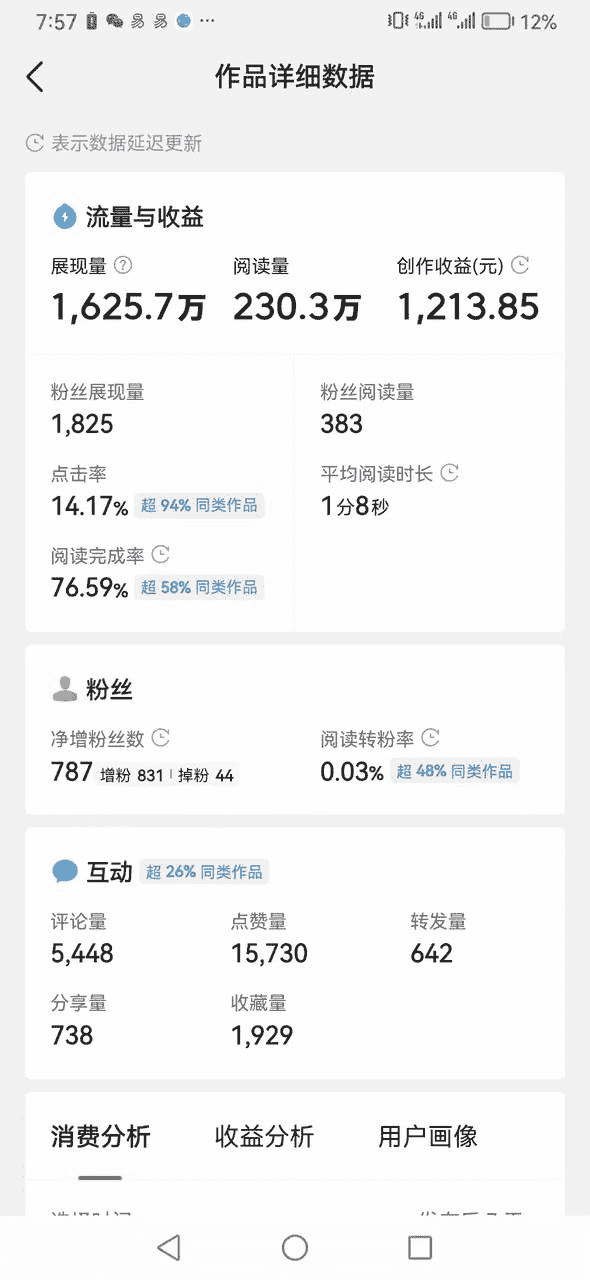 7:57 4G 4G 12%
作品详细数据
表示数据延迟更新
流量与收益
展现量 ? 阅读量 创作收益(元)
1,625.7万 230.3万 1,213.85
粉丝展现量 粉丝阅读量
1,825 383
点击率 平均阅读时长
14.17% 超 94% 同类作品 1分8秒
阅读完成率
76.59% 超 58% 同类作品
粉丝
净增粉丝数 阅读转粉率
787 增粉 831 掉粉 44 0.03% 超 48% 同类作品
互动 超 26% 同类作品
评论量 点赞量 转发量
5,448 15,730 642
分享量 收藏量
738 1,929
消费分析 收益分析 用户画像